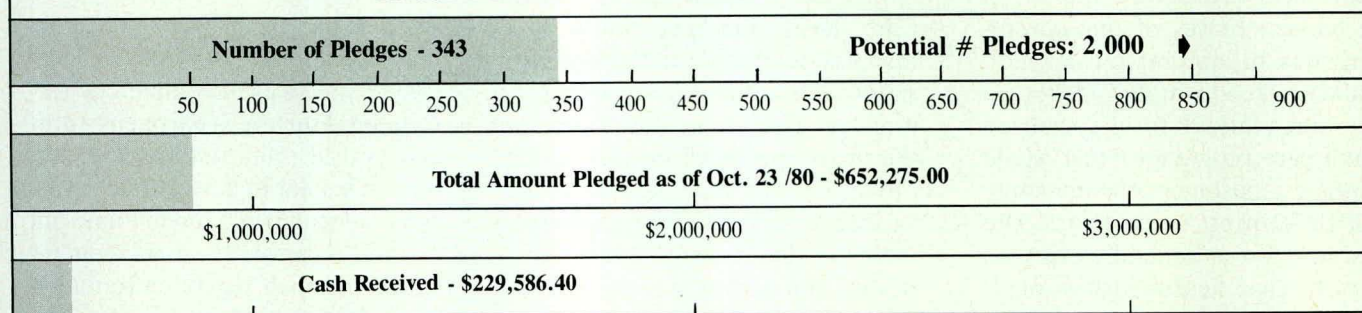 Number of Pledges - 343 Potential # Pledges: 2,000
50 100 150 200 250 300 350 400 450 500 550 600 650 700 750 800 850 900
Total Amount Pledged as of Oct. 23 /80 - $652,275.00
$1,000,000 $2,000,000 $3,000,000
Cash Received - $229,586.40